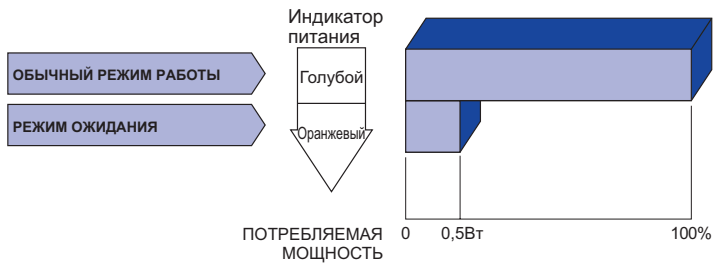 Индикатор
питания
ОБЫЧНЫЙ РЕЖИМ РАБОТЫ
Голубой
РЕЖИМ ОЖИДАНИЯ
Оранжевый
ПОТРЕБЛЯЕМАЯ
МОЩНОСТЬ
0
0,5Вт
100%